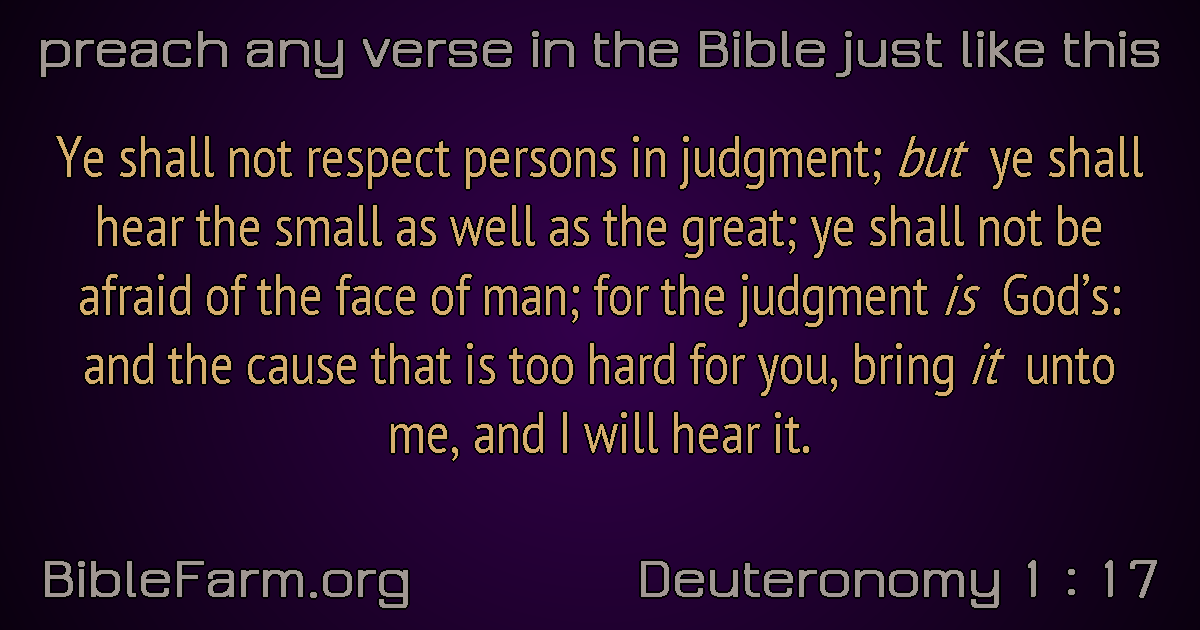 preach any verse in the Bible just like this
Ye shall not respect persons in judgment; but ye shall
hear the small as well as the great; ye shall not be
afraid of the face of man; for the judgment is God’s:
and the cause that is too hard for you, bring it unto
me, and I will hear it.
BibleFarm.org
Deuteronomy 1 : 17